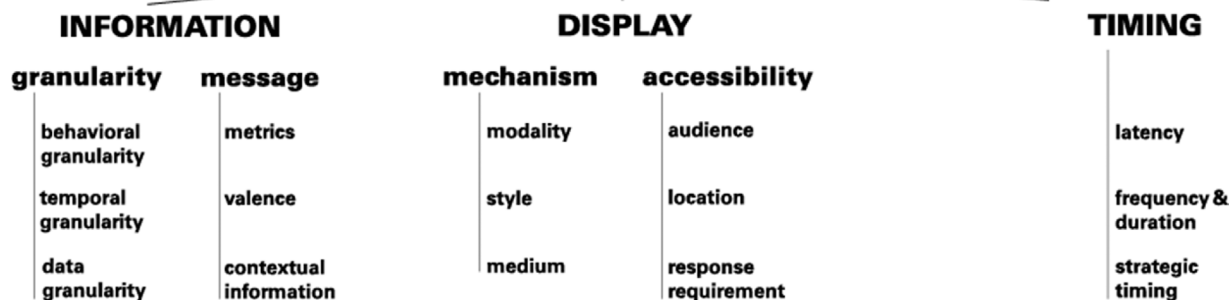 INFORMATION
DISPLAY
TIMING
granularity
message
mechanism
accessibility
behavioral
granularity
metrics
modality
audience
latency
temporal
granularity
valence
style
location
frequency &
duration
data
granularity
contextual
information
medium
response
requirement
strategic
timing